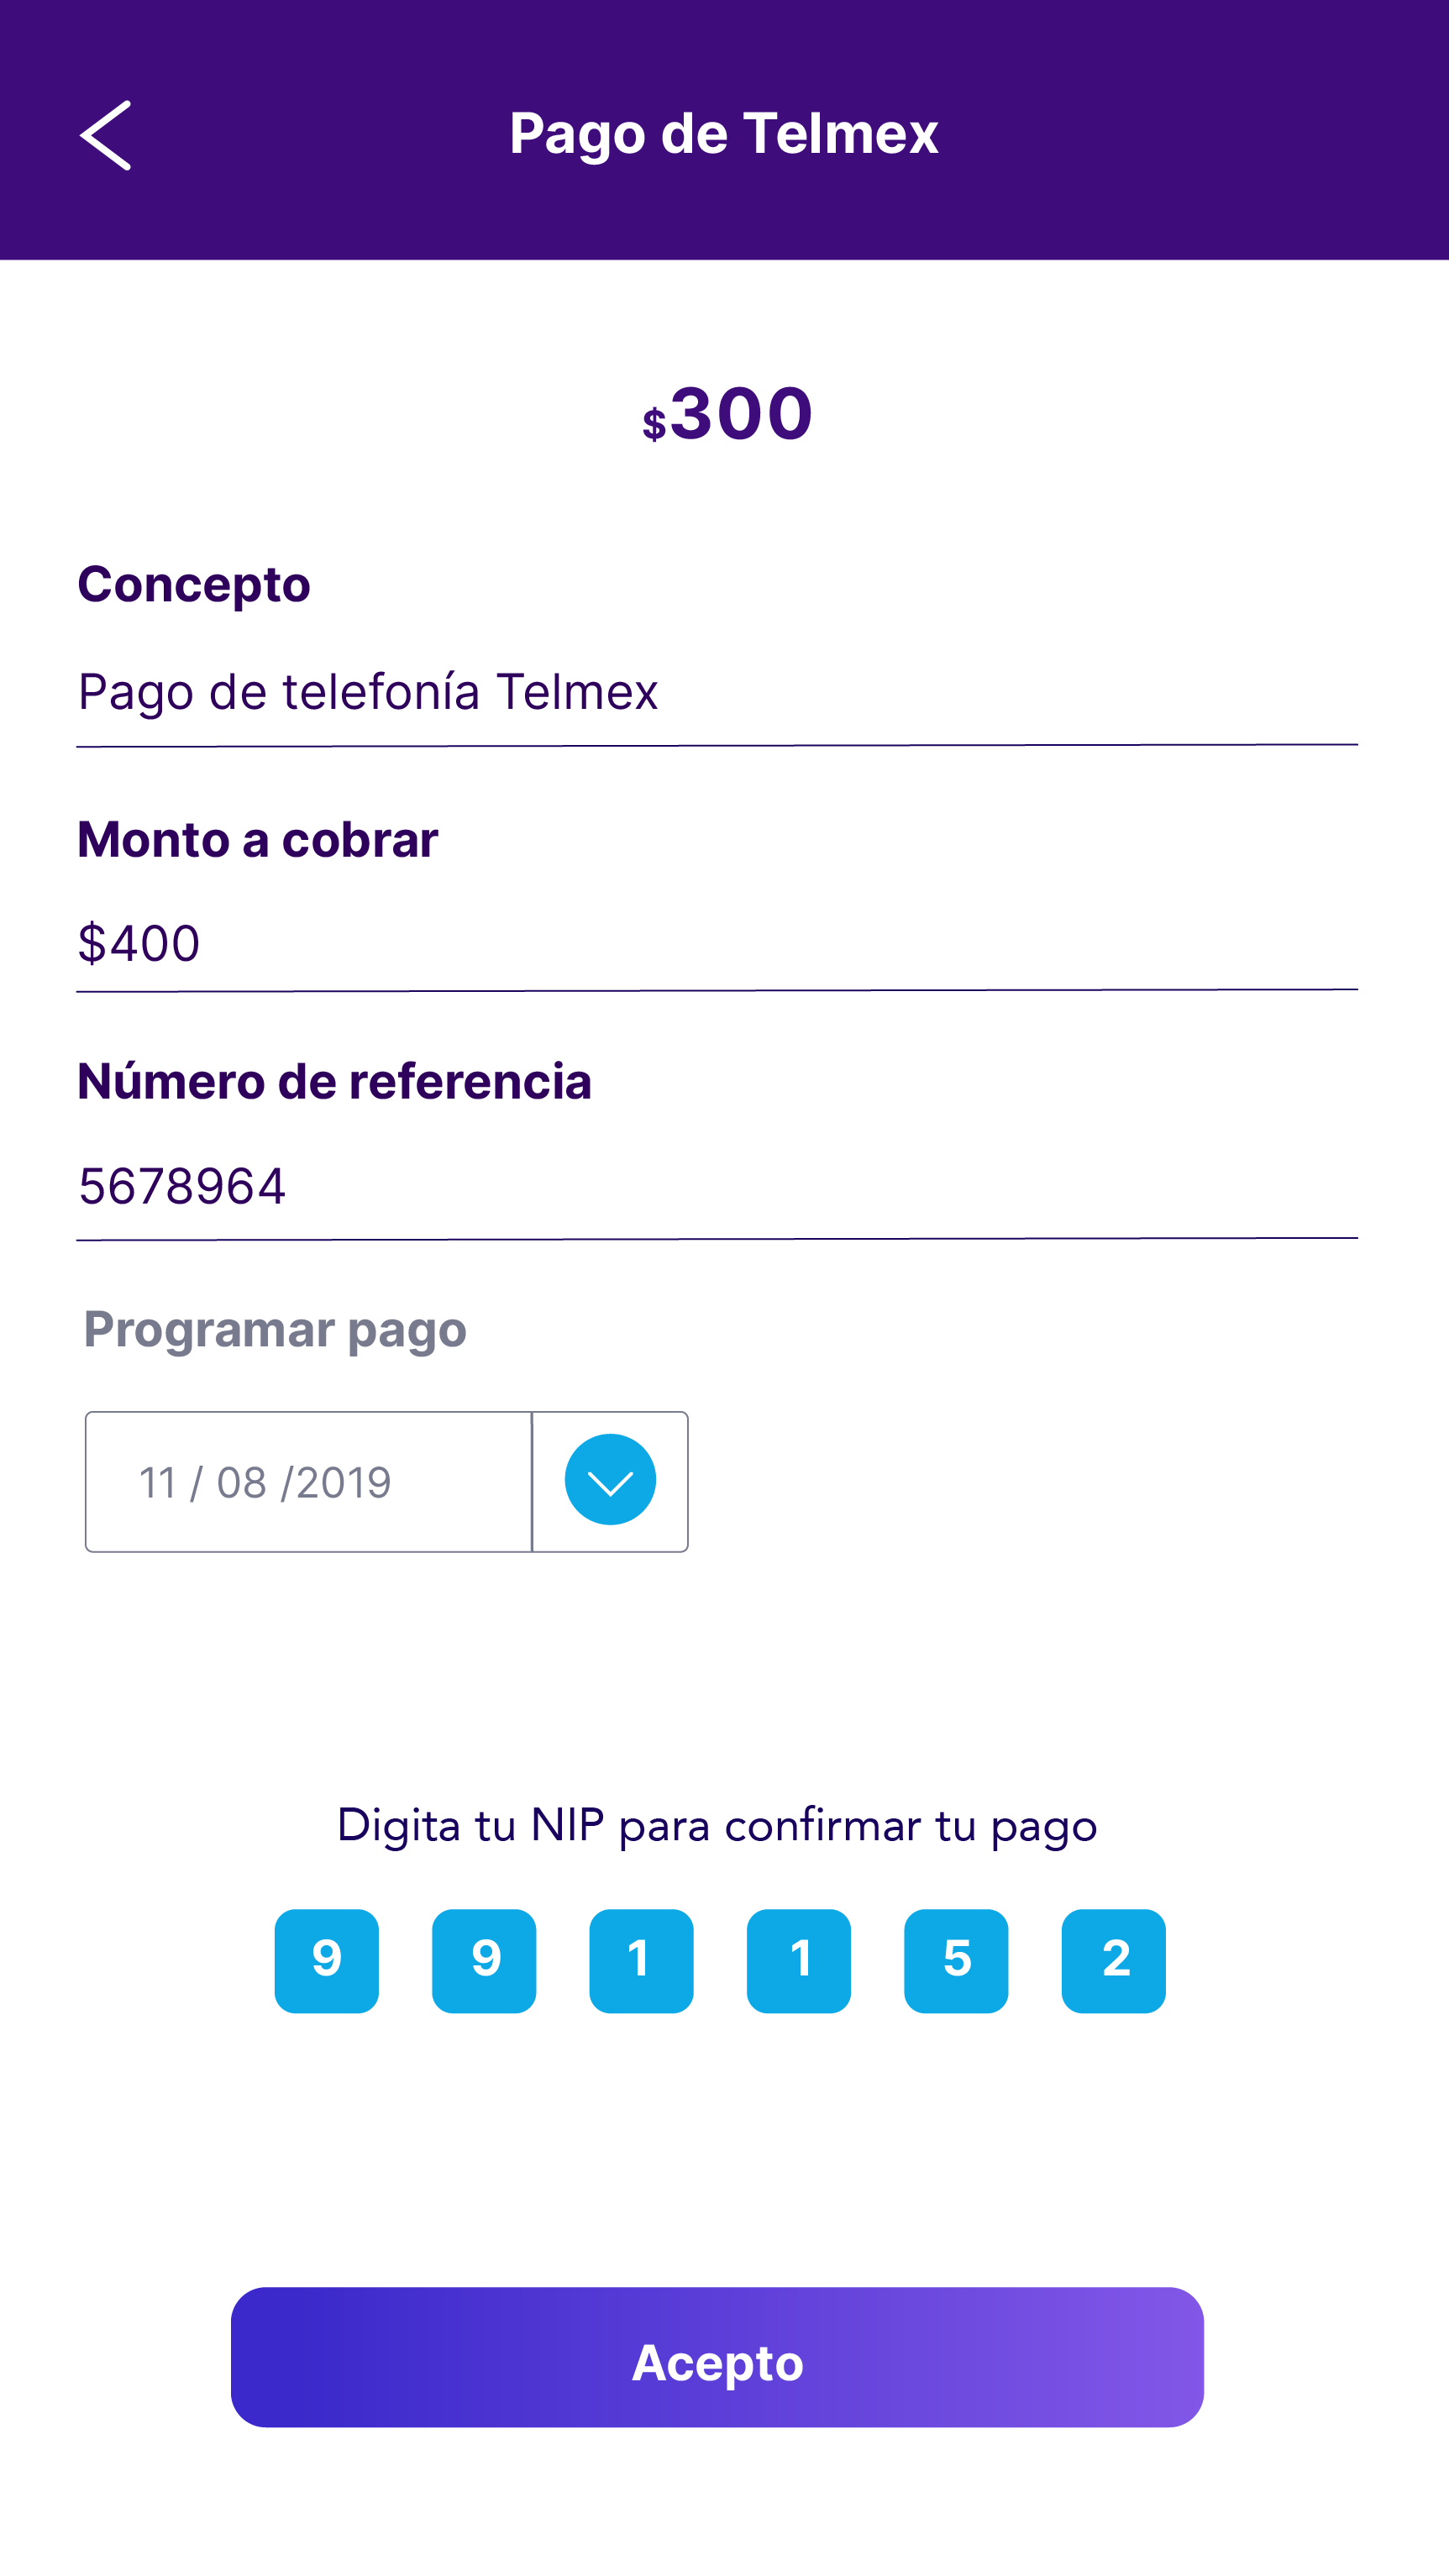 Pago de Telmex
$300
Concepto
Pago de telefonía Telmex
Monto a cobrar
$400
Número de referencia
5678964
Programar pago
11 / 08 /2019
Digita tu NIP para confirmar tu pago
9 9 1 1 5 2
Acepto